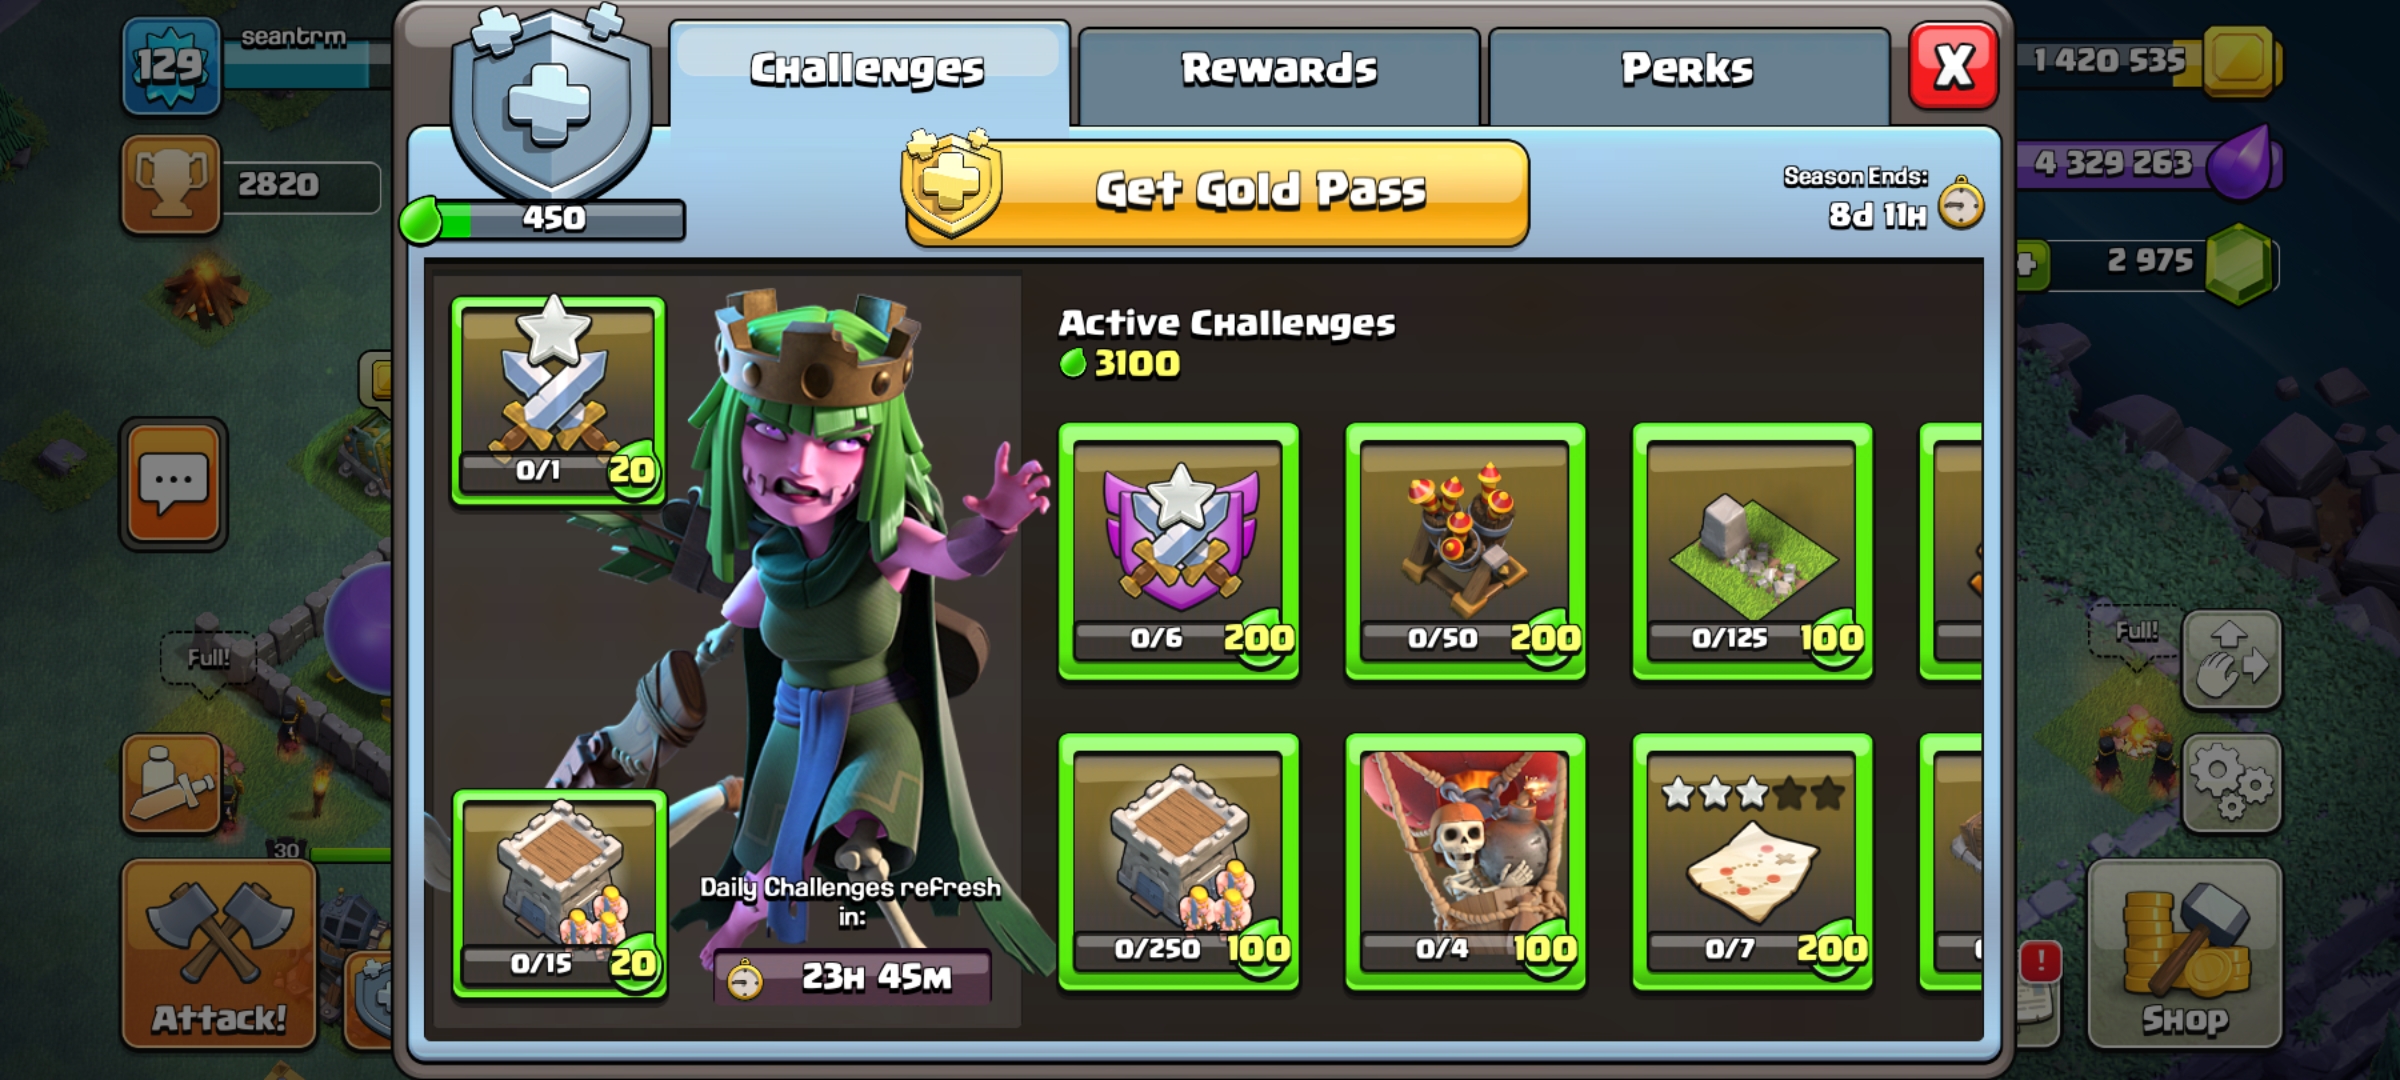 129
seantrm
2820
Challenges
Rewards
Perks
X
1 420 535
4 329 263
2 975
450
Get Gold Pass
Season Ends:
8d 11H
Active Challenges
3100
0/1
20
0/6
200
0/50
200
0/125
100
Full!
Full!
0/15
20
Daily Challenges refresh
in:
23H 45M
0/250
100
0/4
100
0/7
200
30
Attack!
!
Shop